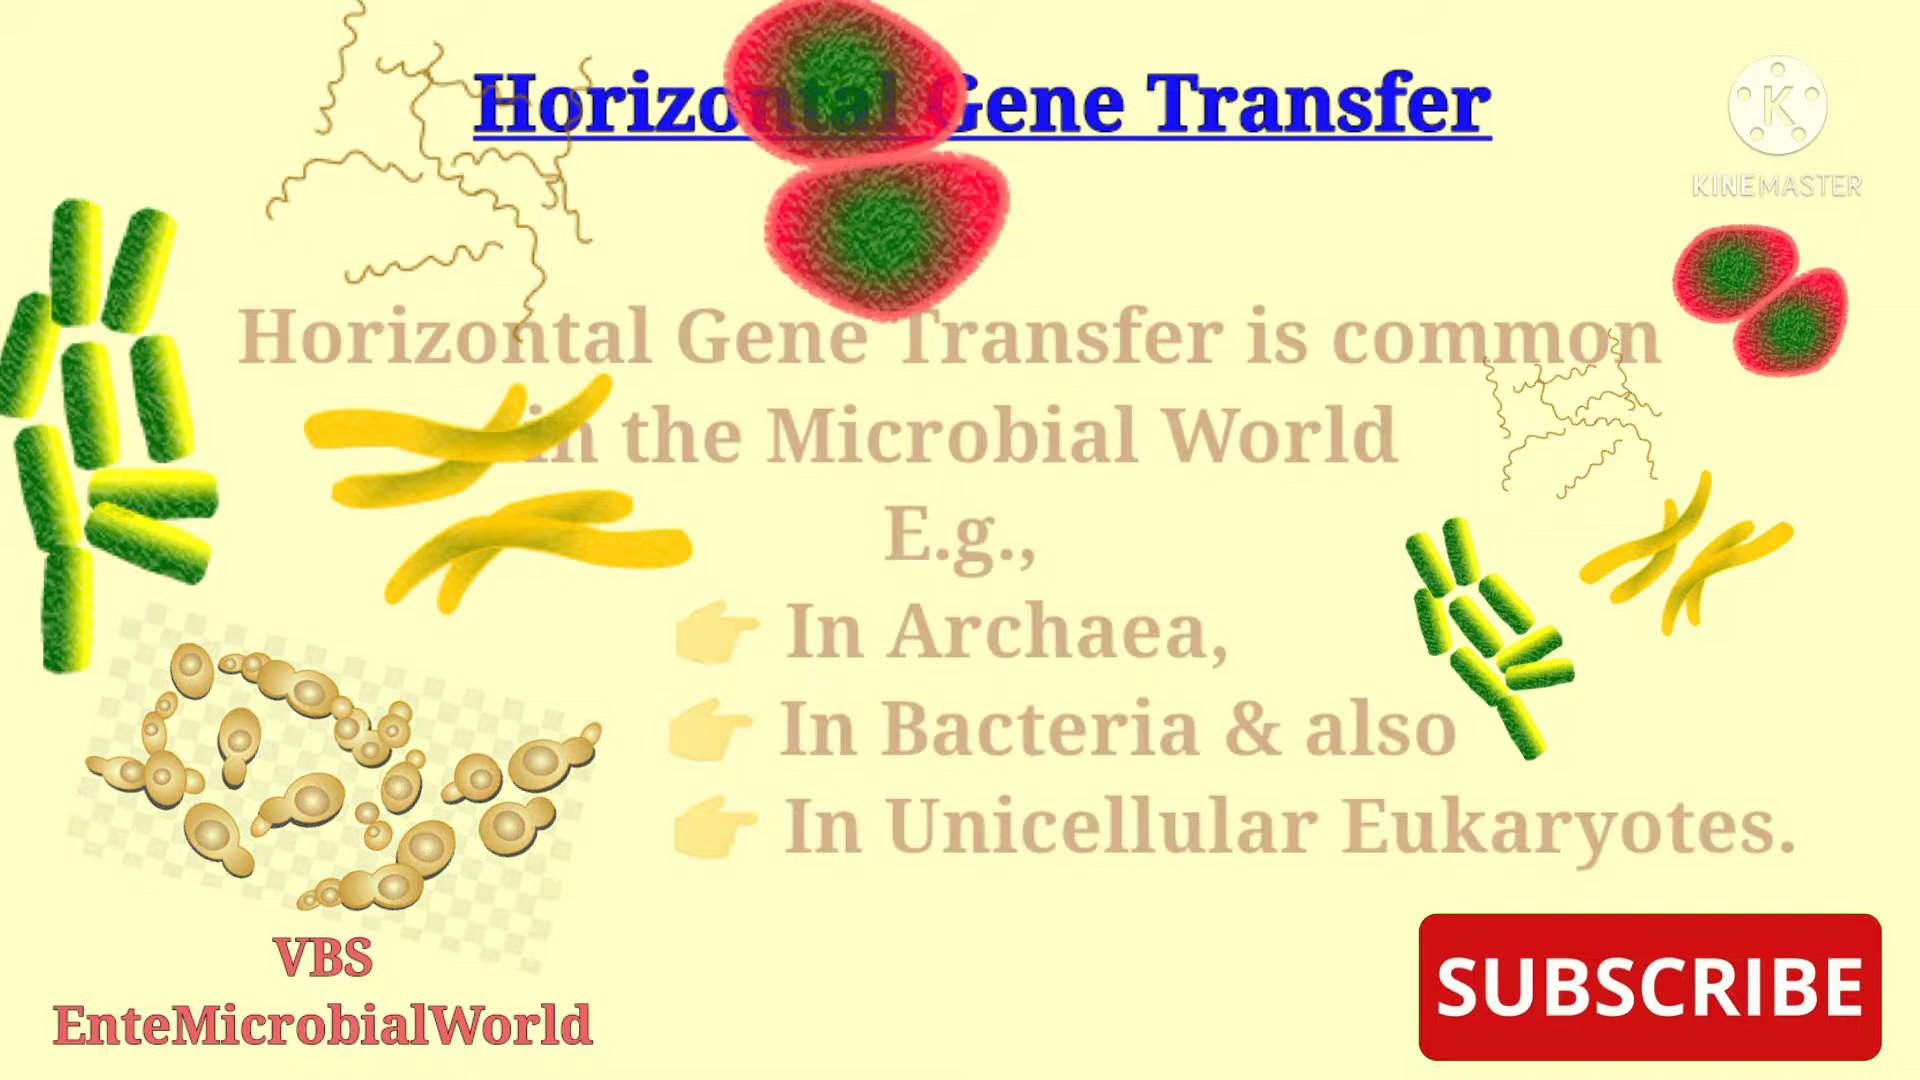 Horizontal Gene Transfer
K
KINEMASTER
Horizontal Gene Transfer is common
in the Microbial World
E.g.,
👉 In Archaea,
👉 In Bacteria & also
👉 In Unicellular Eukaryotes.
VBS
EnteMicrobialWorld
SUBSCRIBE